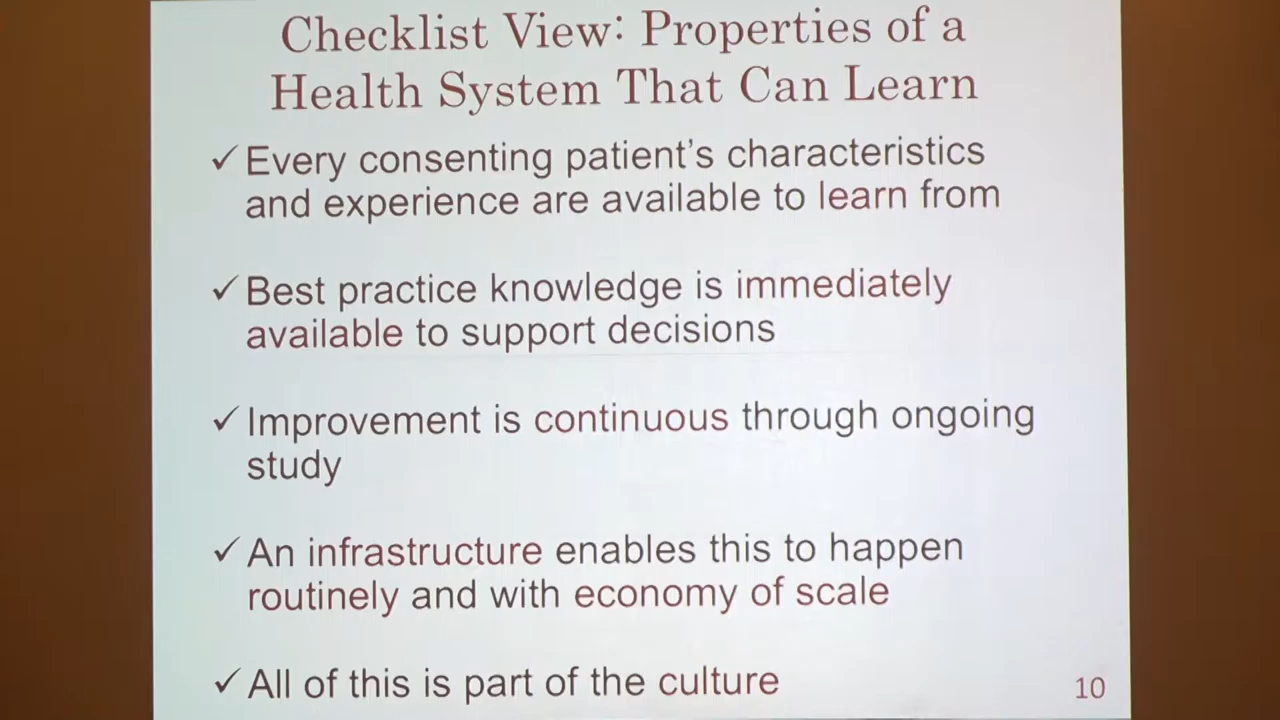 Checklist View: Properties of a
Health System That Can Learn
✓ Every consenting patient's characteristics
and experience are available to learn from
✓ Best practice knowledge is immediately
available to support decisions
✓ Improvement is continuous through ongoing
study
✓ An infrastructure enables this to happen
routinely and with economy of scale
✓ All of this is part of the culture
10